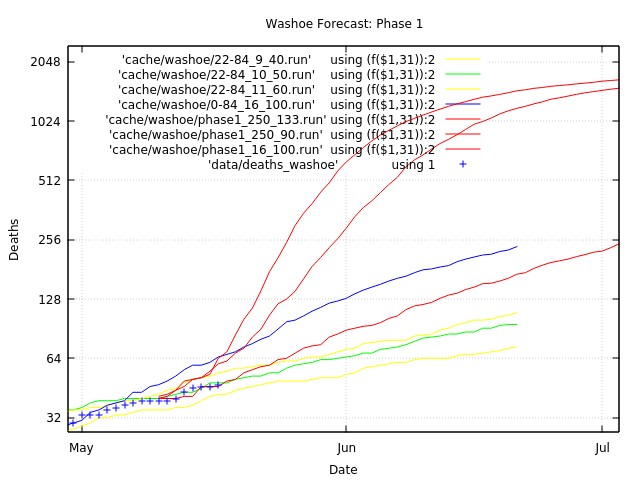 Washoe Forecast: Phase 1
2048
1024
512
256
128
64
32
Deaths
'cache/washoe/22-84_9_40.run' using (f($1,31)):2
'cache/washoe/22-84_10_50.run' using (f($1,31)):2
'cache/washoe/22-84_11_60.run' using (f($1,31)):2
'cache/washoe/0-84_16_100.run' using (f($1,31)):2
'cache/washoe/phase1_250_133.run' using (f($1,31)):2
'cache/washoe/phase1_250_90.run' using (f($1,31)):2
'cache/washoe/phase1_16_100.run' using (f($1,31)):2
'data/deaths_washoe' using 1
May Jun Jul
Date